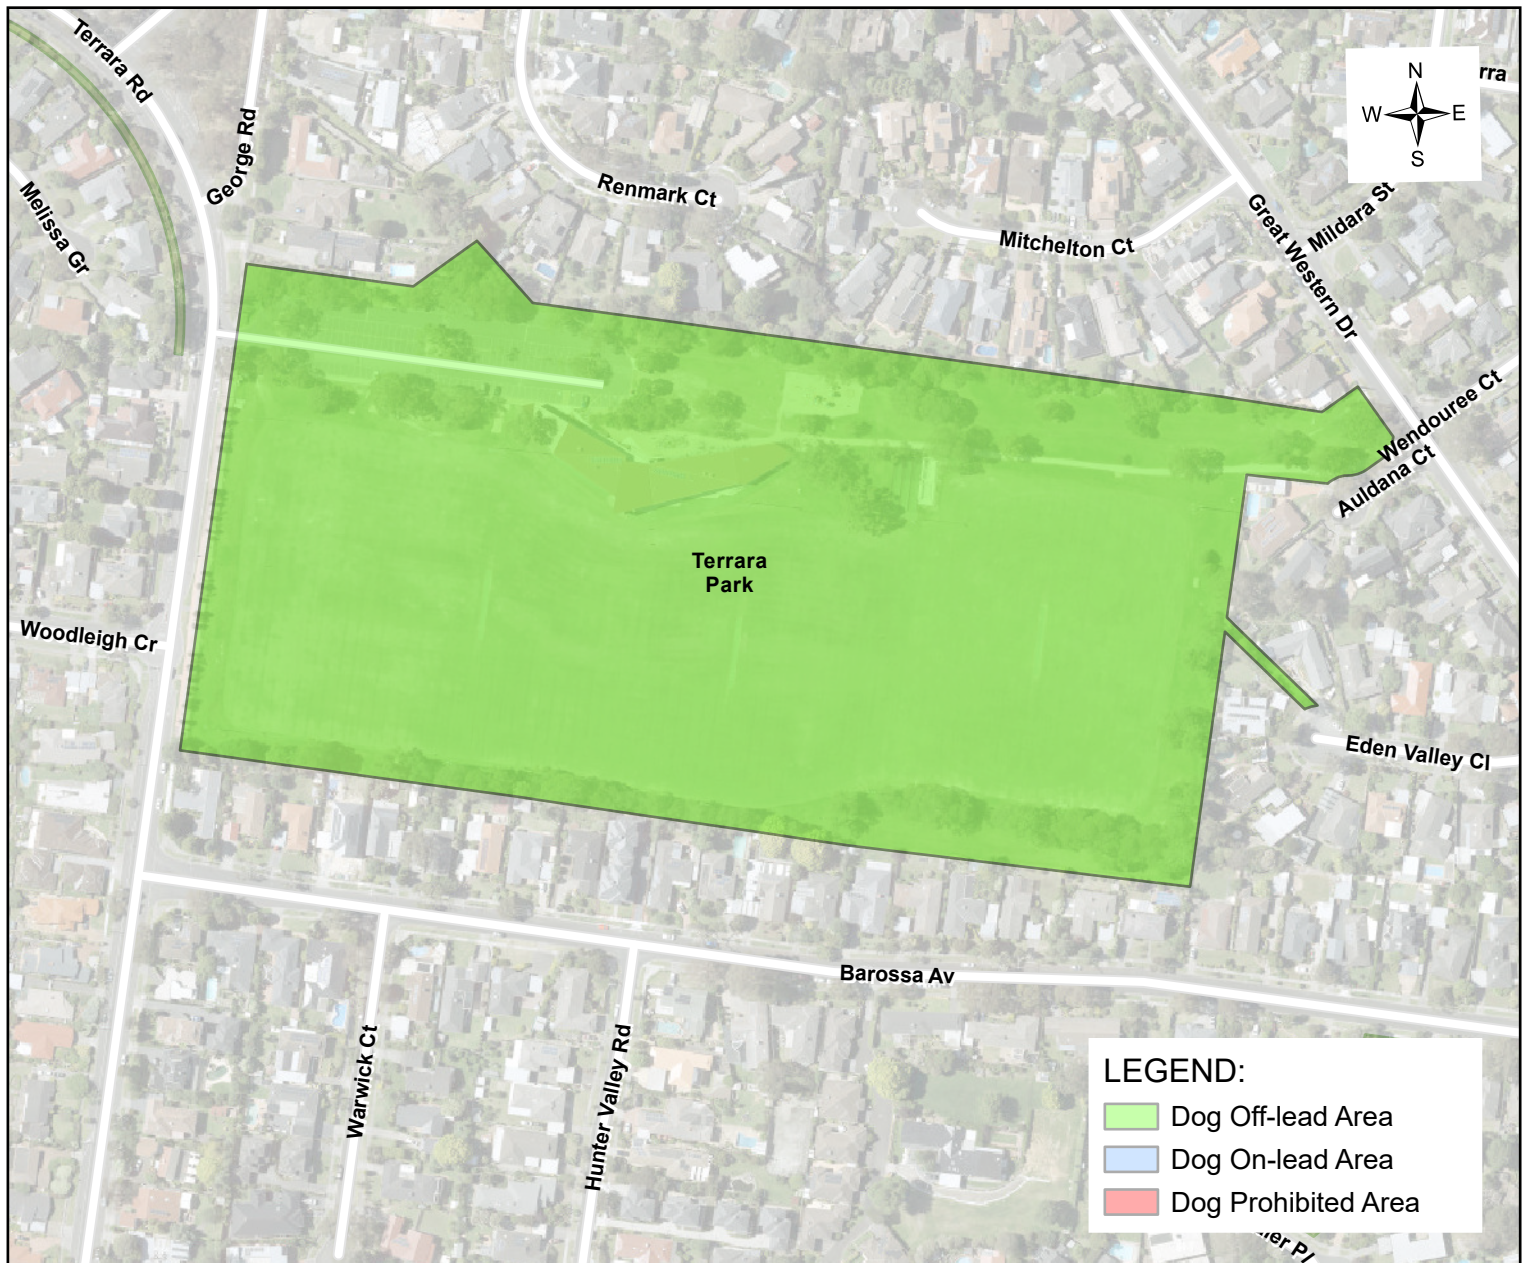 Terrara Rd
George Rd
Melissa Gr
Renmark Ct
Mitchelton Ct
Great Western Dr
Mildara St
N
W
E
S
Wendouree Ct
Auldana Ct
Terrara
Park
Woodleigh Cr
Eden Valley Cl
Barossa Av
Warwick Ct
Hunter Valley Rd
LEGEND:
Dog Off-lead Area
Dog On-lead Area
Dog Prohibited Area